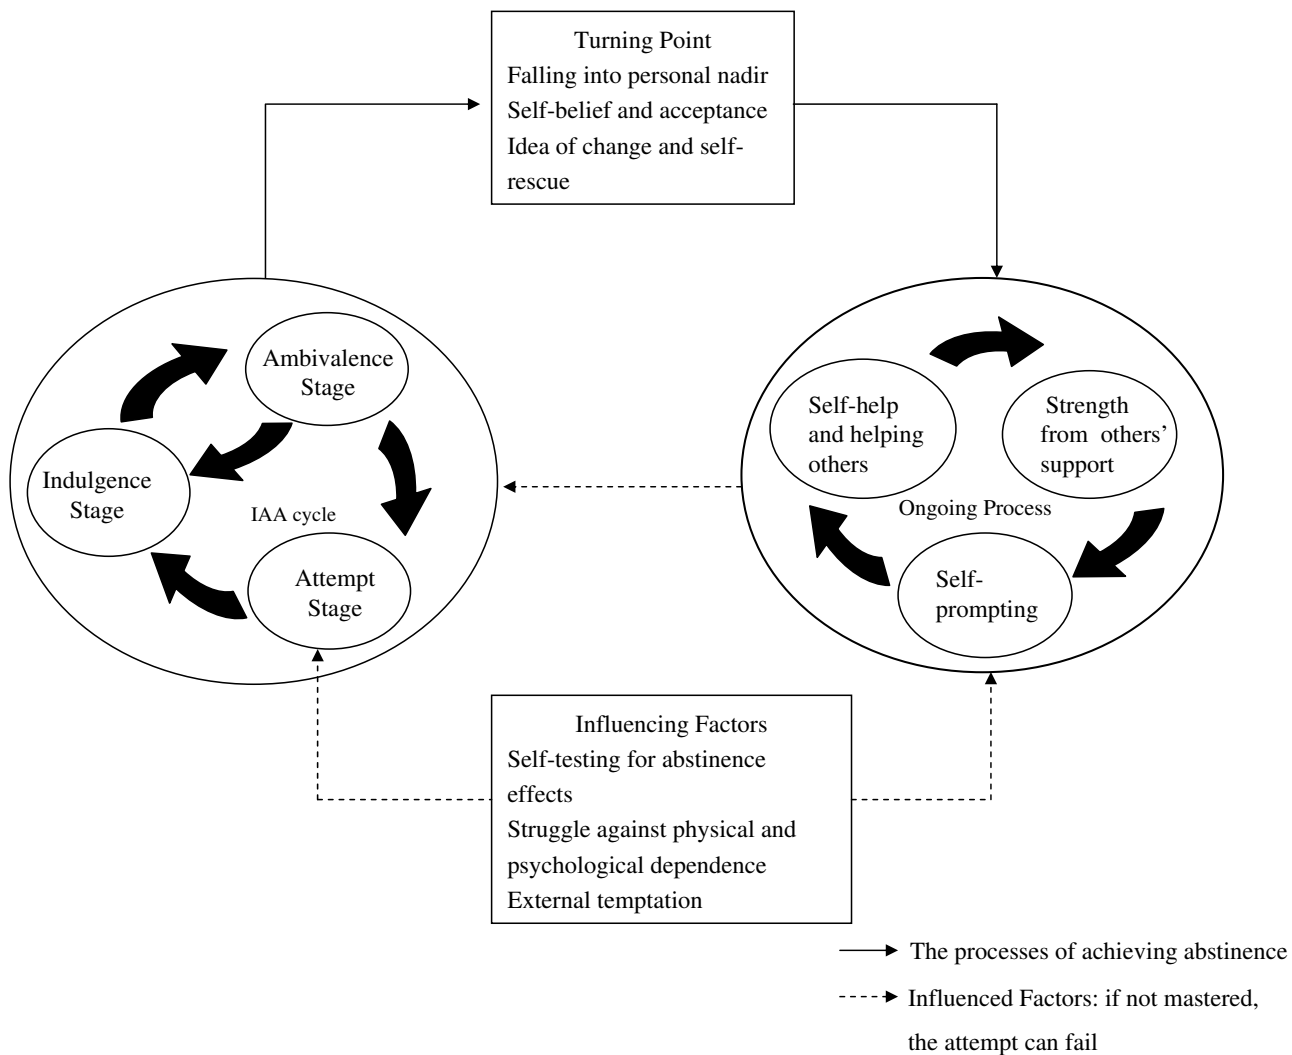 Turning Point
Falling into personal nadir
Self-belief and acceptance
Idea of change and self-
rescue
Ambivalence
Stage
Indulgence
Stage
IAA cycle
Attempt
Stage
Self-help
and helping
others
Strength
from others’
support
Ongoing Process
Self-
prompting
Influencing Factors
Self-testing for abstinence
effects
Struggle against physical and
psychological dependence
External temptation
The processes of achieving abstinence
Influenced Factors: if not mastered,
the attempt can fail